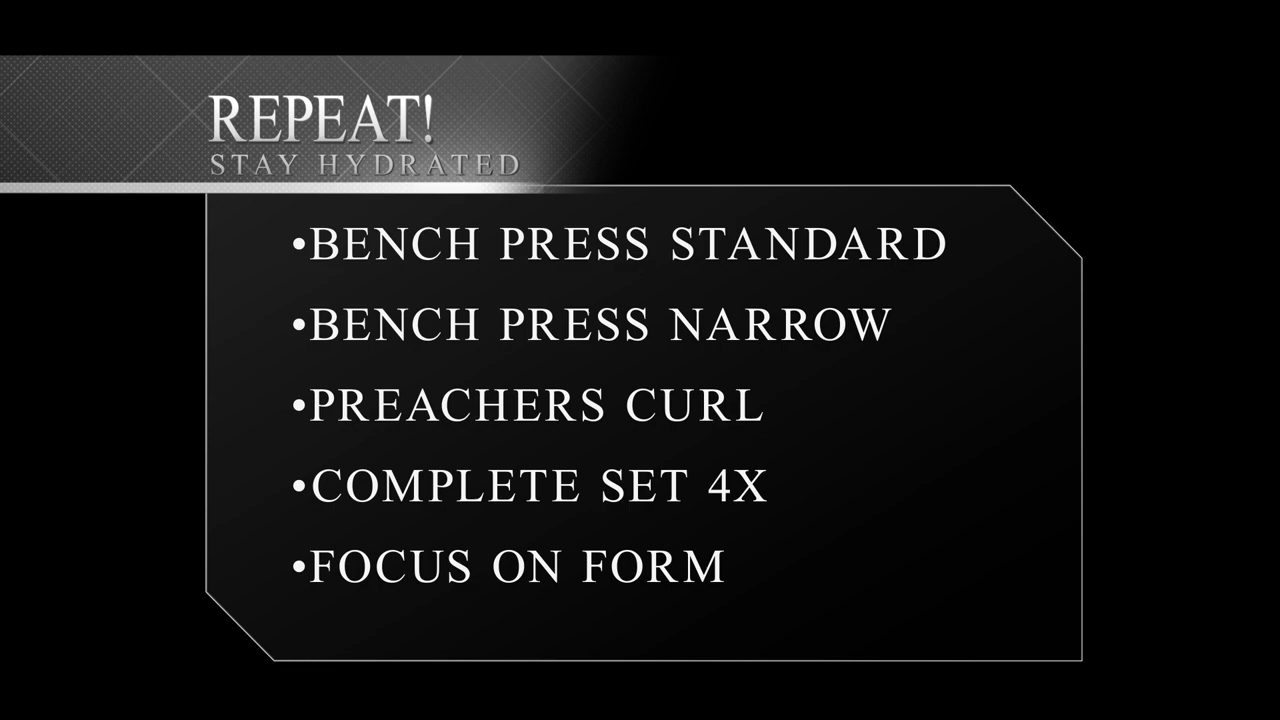 REPEAT!
STAY HYDRATED
•BENCH PRESS STANDARD
•BENCH PRESS NARROW
•PREACHERS CURL
•COMPLETE SET 4X
•FOCUS ON FORM